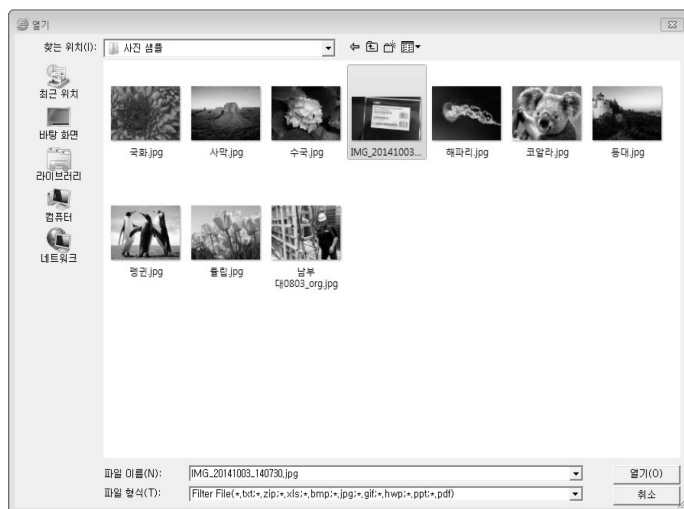 열기
찾는 위치(I):
사진 샘플
최근 위치
바탕 화면
라이브러리
컴퓨터
네트워크
국화.jpg
사막.jpg
수국.jpg
IMG_20141003...
해파리.jpg
코알라.jpg
등대.jpg
펭귄.jpg
튤립.jpg
남부
대0803_org.jpg
파일 이름(N):
IMG_20141003_140730.jpg
열기(O)
파일 형식(T):
Filter File(*.txt;*.zip;*.xls;*.bmp;*.jpg;*.gif;*.hwp;*.ppt;*.pdf)
취소